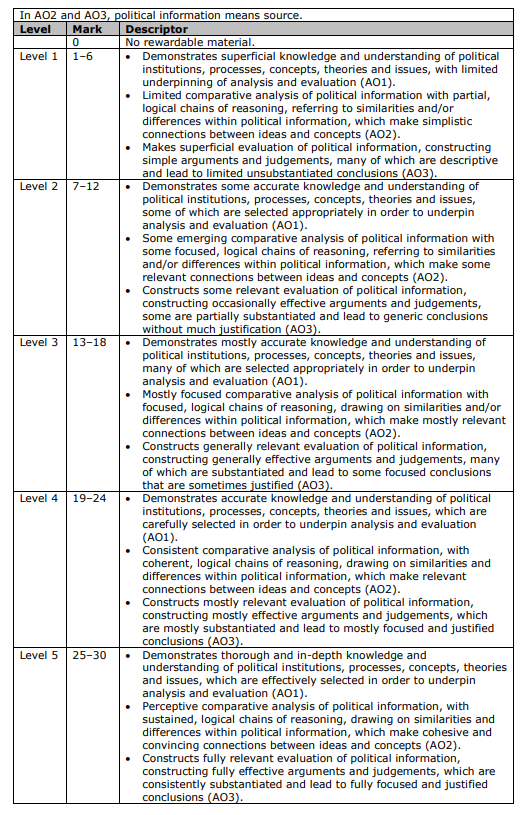 In AO2 and AO3, political information means source.
Level Mark Descriptor
0 No rewardable material.
Level 1 1–6 • Demonstrates superficial knowledge and understanding of political
institutions, processes, concepts, theories and issues, with limited
underpinning of analysis and evaluation (AO1).
• Limited comparative analysis of political information with partial,
logical chains of reasoning, referring to similarities and/or
differences within political information, which make simplistic
connections between ideas and concepts (AO2).
• Makes superficial evaluation of political information, constructing
simple arguments and judgements, many of which are descriptive
and lead to limited unsubstantiated conclusions (AO3).
Level 2 7–12 • Demonstrates some accurate knowledge and understanding of
political institutions, processes, concepts, theories and issues,
some of which are selected appropriately in order to underpin
analysis and evaluation (AO1).
• Some emerging comparative analysis of political information with
some focused, logical chains of reasoning, referring to similarities
and/or differences within political information, which make some
relevant connections between ideas and concepts (AO2).
• Constructs some relevant evaluation of political information,
constructing occasionally effective arguments and judgements,
some are partially substantiated and lead to generic conclusions
without much justification (AO3).
Level 3 13–18 • Demonstrates mostly accurate knowledge and understanding of
political institutions, processes, concepts, theories and issues,
many of which are selected appropriately in order to underpin
analysis and evaluation (AO1).
• Mostly focused comparative analysis of political information with
focused, logical chains of reasoning, drawing on similarities and/or
differences within political information, which make mostly relevant
connections between ideas and concepts (AO2).
• Constructs generally relevant evaluation of political information,
constructing generally effective arguments and judgements, many
of which are substantiated and lead to some focused conclusions
that are sometimes justified (AO3).
Level 4 19–24 • Demonstrates accurate knowledge and understanding of political
institutions, processes, concepts, theories and issues, which are
carefully selected in order to underpin analysis and evaluation
(AO1).
• Consistent comparative analysis of political information, with
coherent, logical chains of reasoning, drawing on similarities and
differences within political information, which make relevant
connections between ideas and concepts (AO2).
• Constructs mostly relevant evaluation of political information,
constructing mostly effective arguments and judgements, which
are mostly substantiated and lead to mostly focused and justified
conclusions (AO3).
Level 5 25–30 • Demonstrates thorough and in-depth knowledge and
understanding of political institutions, processes, concepts, theories
and issues, which are effectively selected in order to underpin
analysis and evaluation (AO1).
• Perceptive comparative analysis of political information, with
sustained, logical chains of reasoning, drawing on similarities and
differences within political information, which make cohesive and
convincing connections between ideas and concepts (AO2).
• Constructs fully relevant evaluation of political information,
constructing fully effective arguments and judgements, which are
consistently substantiated and lead to fully focused and justified
conclusions (AO3).